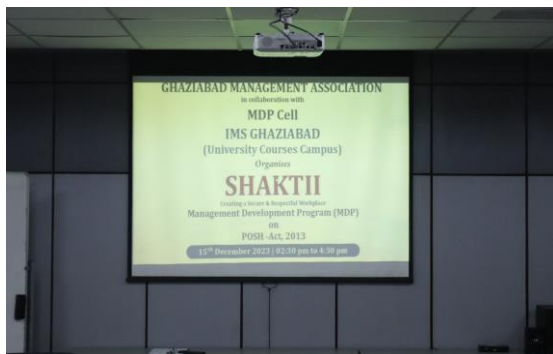 GHAZIABAD MANAGEMENT ASSOCIATION
in collaboration with
MDP Cell
IMS GHAZIABAD
(University Courses Campus)
Organises
SHAKTII
Creating a Secure & Respectful Workplace
Management Development Program (MDP)
on
POSH -Act, 2013
15th December 2023 | 02:30 pm to 4:30 pm